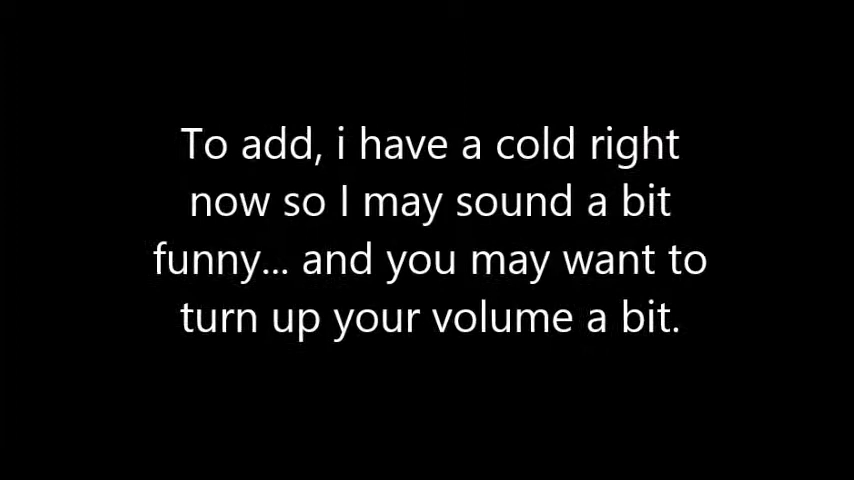 To add, i have a cold right
now so I may sound a bit
funny... and you may want to
turn up your volume a bit.